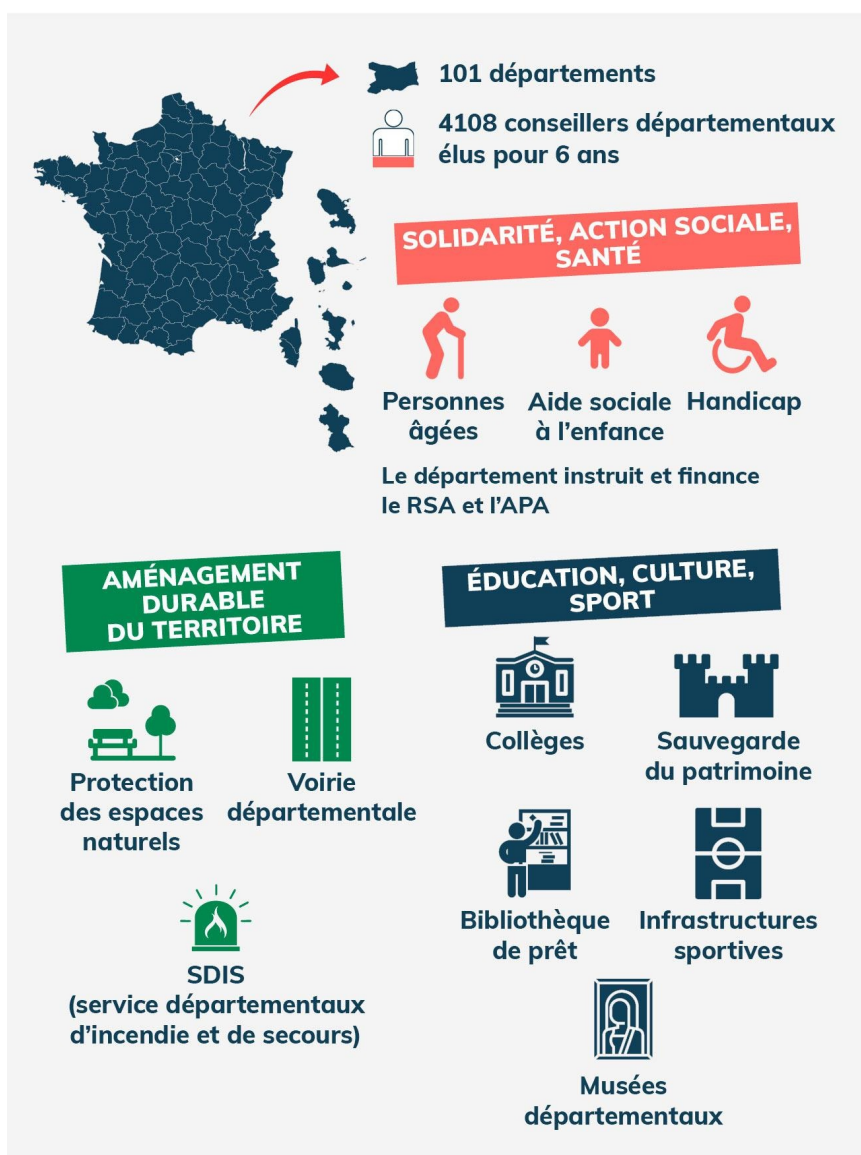 101 départements
4108 conseillers départementaux
élus pour 6 ans
SOLIDARITÉ, ACTION SOCIALE,
SANTÉ
Personnes
âgées
Aide sociale
à l'enfance
Handicap
Le département instruit et finance
le RSA et l'APA
AMÉNAGEMENT
DURABLE
DU TERRITOIRE
Protection
des espaces
naturels
Voirie
départementale
SDIS
(service départementaux
d'incendie et de secours)
ÉDUCATION, CULTURE,
SPORT
Collèges
Sauvegarde
du patrimoine
Bibliothèque
de prêt
Infrastructures
sportives
Musées
départementaux